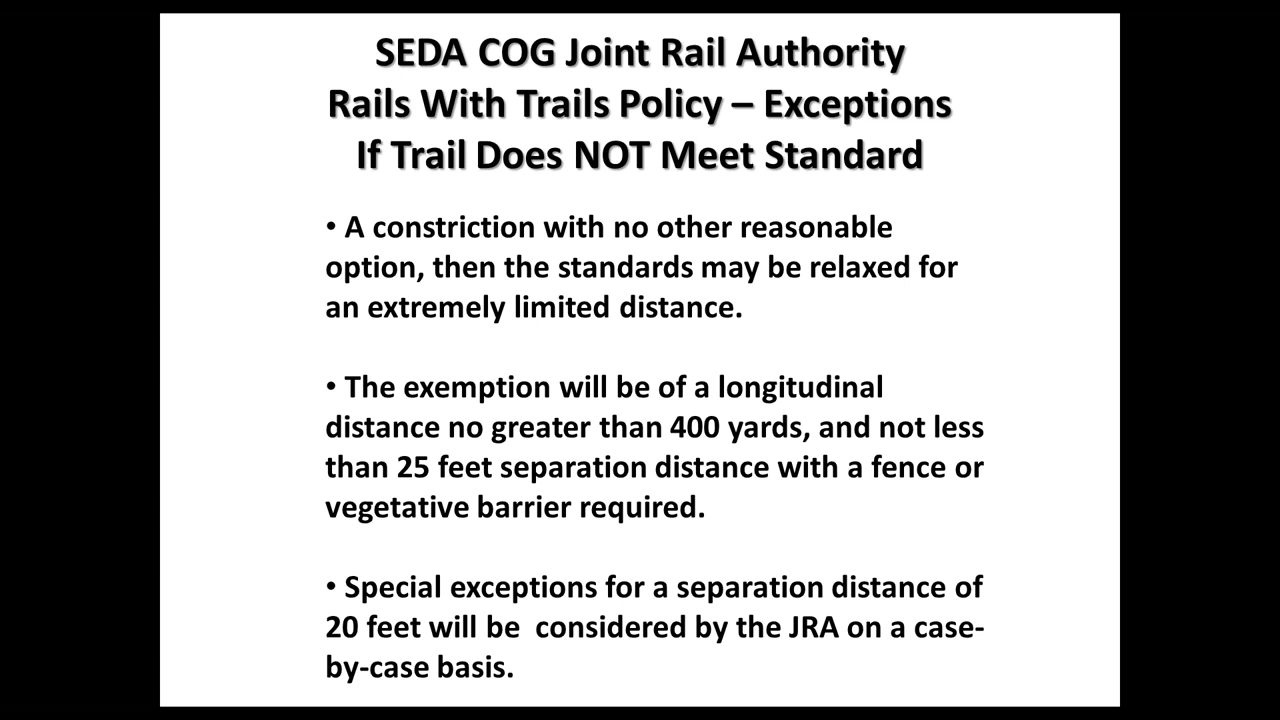 SEDA COG Joint Rail Authority
Rails With Trails Policy – Exceptions
If Trail Does NOT Meet Standard
• A constriction with no other reasonable
option, then the standards may be relaxed for
an extremely limited distance.
• The exemption will be of a longitudinal
distance no greater than 400 yards, and not less
than 25 feet separation distance with a fence or
vegetative barrier required.
• Special exceptions for a separation distance of
20 feet will be  considered by the JRA on a case-
by-case basis.